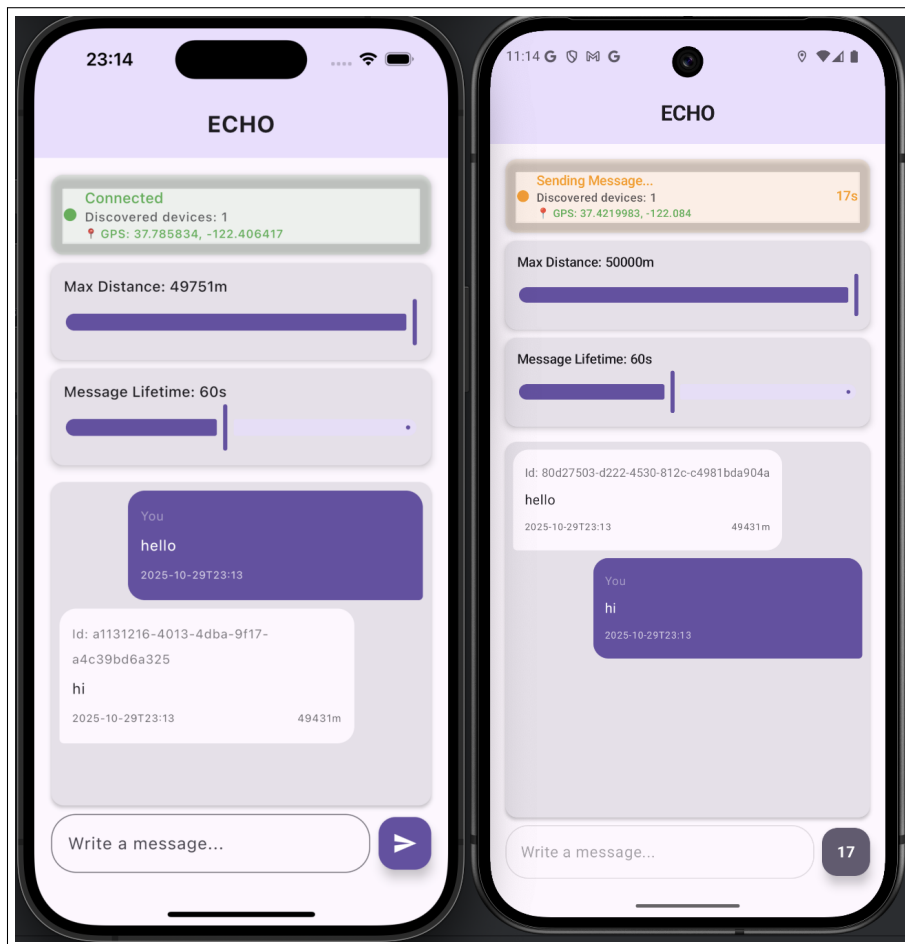 23:14
ECHO
Connected
Discovered devices: 1
GPS: 37.785834, -122.406417
Max Distance: 49751m
Message Lifetime: 60s
You
hello
2025-10-29T23:13
Id: a1131216-4013-4dba-9f17-
a4c39bd6a325
hi
2025-10-29T23:13 49431m
Write a message...
11:14 G G
ECHO
Sending Message...
Discovered devices: 1
17s
GPS: 37.4219983, -122.084
Max Distance: 50000m
Message Lifetime: 60s
Id: 80d27503-d222-4530-812c-c4981bda904a
hello
2025-10-29T23:13 49431m
You
hi
2025-10-29T23:13
Write a message...
17